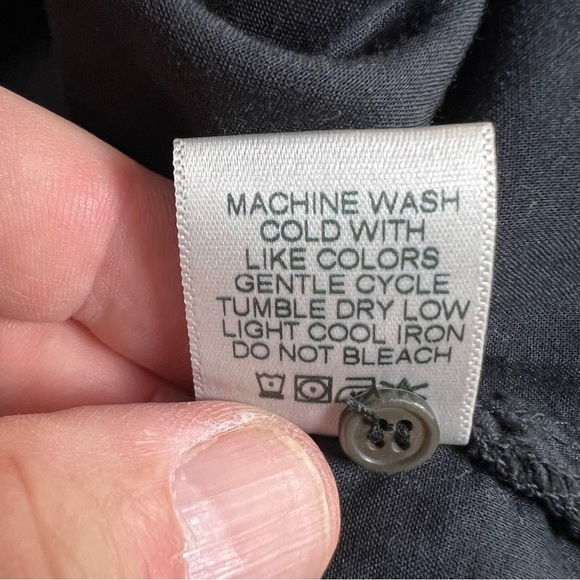 MACHINE WASH
COLD WITH
LIKE COLORS
GENTLE CYCLE
TUMBLE DRY LOW
LIGHT COOL IRON
DO NOT BLEACH